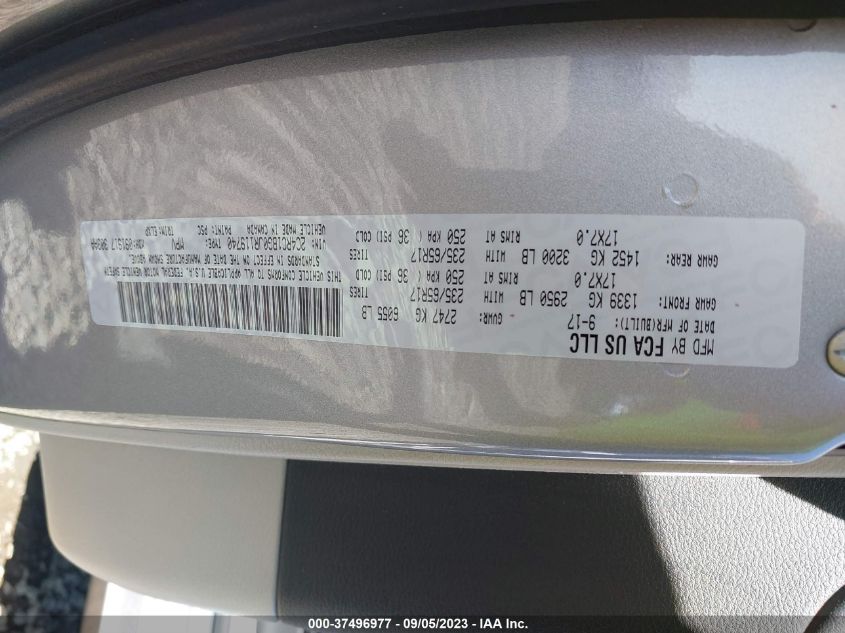 MFD BY FCA US LLC
DATE OF MFR(BUILT): 9-17 GVWR: 2747 KG 6055 LB
GAWR FRONT: 1339 KG 2950 LB WITH 235/65R17 TIRES
17X7.0 RIMS AT 250 KPA ( 36 PSI) COLD
GAWR REAR: 1452 KG 3200 LB WITH 235/65R17 TIRES
17X7.0 RIMS AT 250 KPA ( 36 PSI) COLD
THIS VEHICLE CONFORMS TO ALL APPLICABLE U.S.A. FEDERAL MOTOR VEHICLE SAFETY
STANDARDS IN EFFECT ON THE DATE OF MANUFACTURE SHOWN ABOVE.
VIN: 2C4RC1BG0JR119740 TYPE: MPV MDH: 091517
VEHICLE MADE IN CANADA PAINT: PSC TRIM:
000-37496977 - 09/05/2023 - IAA Inc.